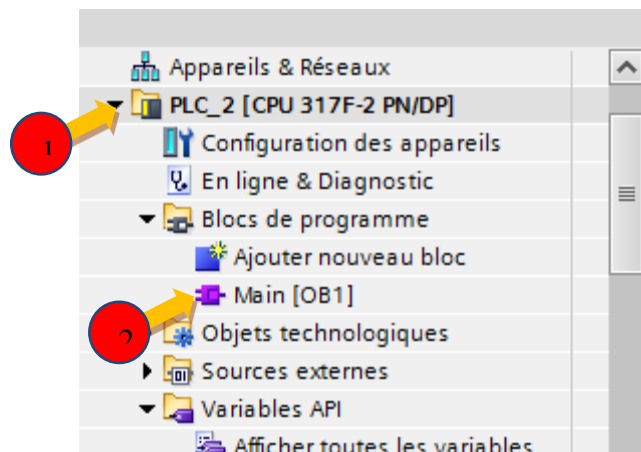 Appareils & Réseaux
PLC_2 [CPU 317F-2 PN/DP]
1
Configuration des appareils
En ligne & Diagnostic
Blocs de programme
Ajouter nouveau bloc
Main [OB1]
2
Objets technologiques
Sources externes
Variables API
Afficher toutes les variables